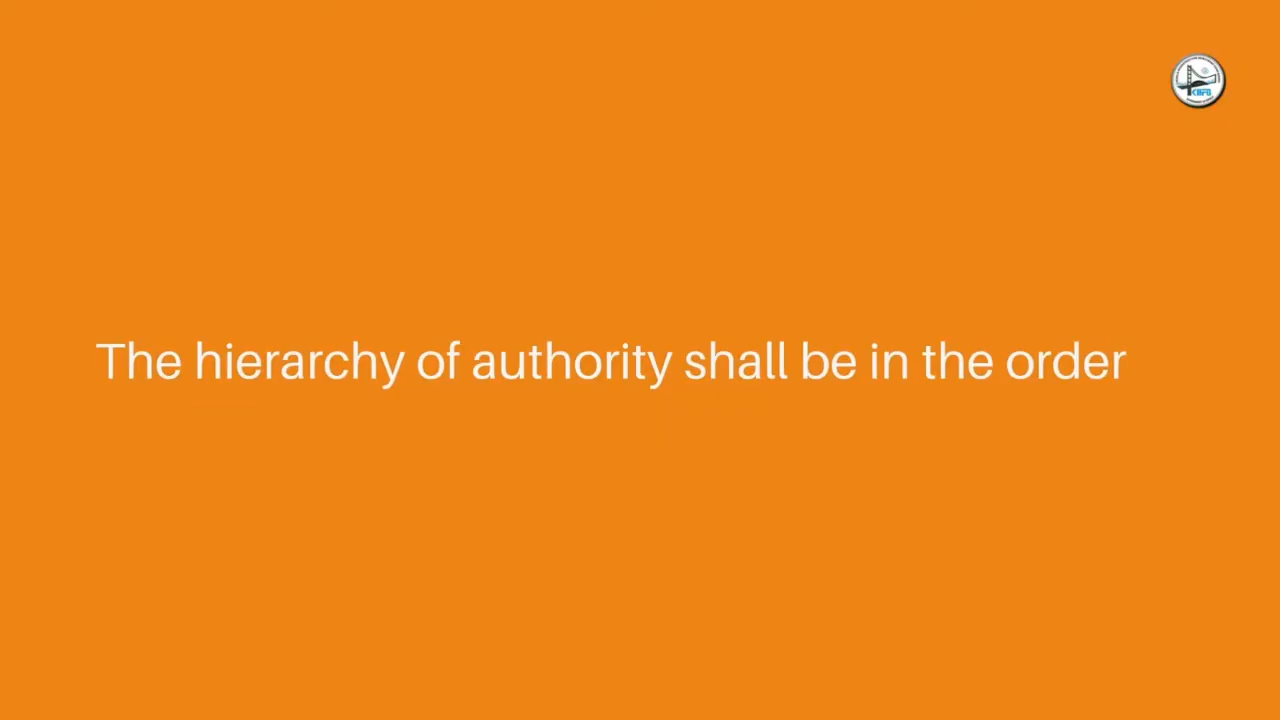 The hierarchy of authority shall be in the order